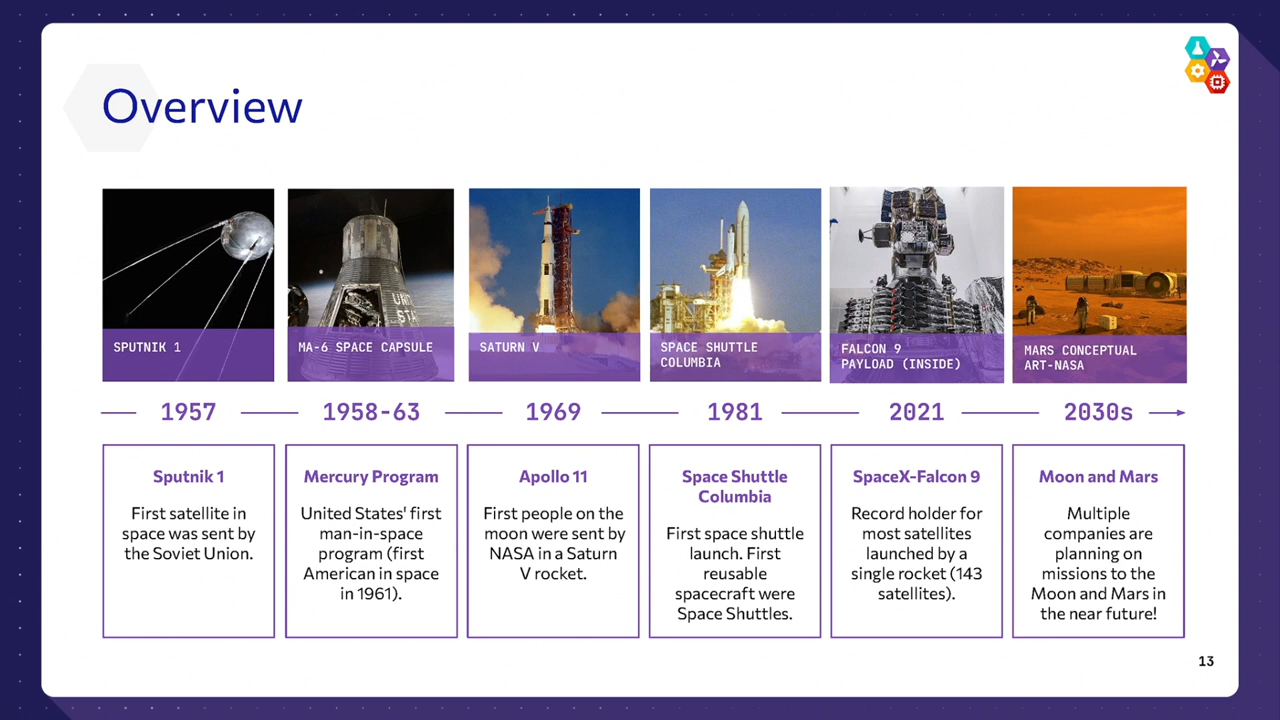 Overview
SPUTNIK 1
MA-6 SPACE CAPSULE
SATURN V
SPACE SHUTTLE
COLUMBIA
FALCON 9
PAYLOAD (INSIDE)
MARS CONCEPTUAL
ART-NASA
1957
1958-63
1969
1981
2021
2030s
Sputnik 1
First satellite in
space was sent by
the Soviet Union.
Mercury Program
United States' first
man-in-space
program (first
American in space
in 1961).
Apollo 11
First people on the
moon were sent by
NASA in a Saturn
V rocket.
Space Shuttle
Columbia
First space shuttle
launch. First
reusable
spacecraft were
Space Shuttles.
SpaceX-Falcon 9
Record holder for
most satellites
launched by a
single rocket (143
satellites).
Moon and Mars
Multiple
companies are
planning on
missions to the
Moon and Mars in
the near future!
13